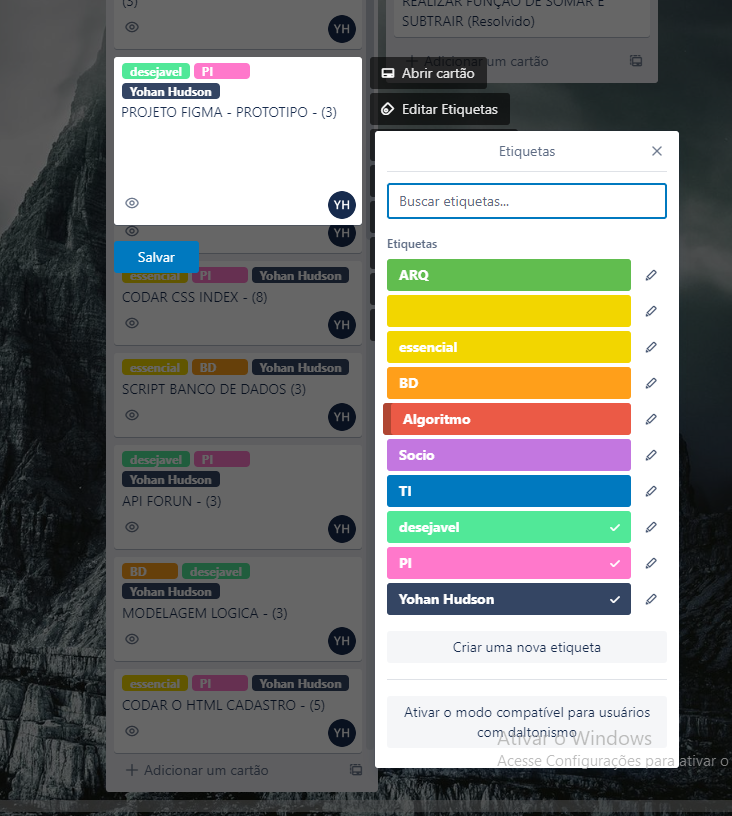 (3)
YH
desejavel PI
Yohan Hudson
PROJETO FIGMA - PROTOTIPO - (3)
YH
YH
Salvar
essencial PI Yohan Hudson
CODAR CSS INDEX - (8)
YH
essencial BD Yohan Hudson
SCRIPT BANCO DE DADOS (3)
YH
desejavel PI
Yohan Hudson
API FORUN - (3)
YH
BD desejavel
Yohan Hudson
MODELAGEM LOGICA - (3)
YH
essencial PI Yohan Hudson
CODAR O HTML CADASTRO - (5)
YH
+ Adicionar um cartão
REALIZAR FUNÇÃO DE SOMAR E
SUBTRAIR (Resolvido)
+ Adicionar um cartão
Abrir cartão
Editar Etiquetas
Etiquetas
Buscar etiquetas...
Etiquetas
ARQ
essencial
BD
Algoritmo
Socio
TI
desejavel
PI
Yohan Hudson
Criar uma nova etiqueta
Ativar o modo compatível para usuários
com daltonismo
Ativar o Windows
Acesse Configurações para ativar o